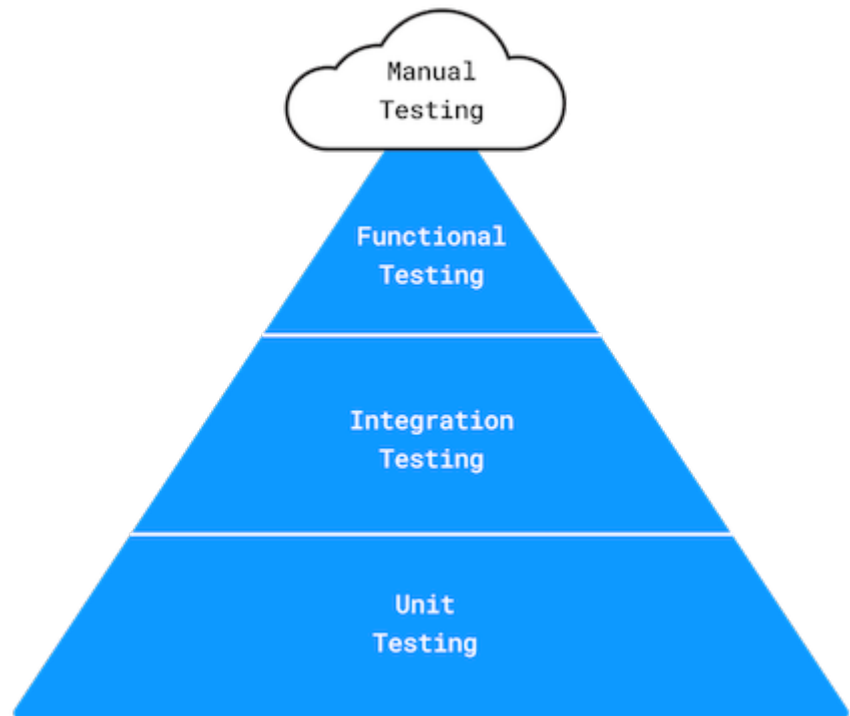 Manual
Testing
Functional
Testing
Integration
Testing
Unit
Testing